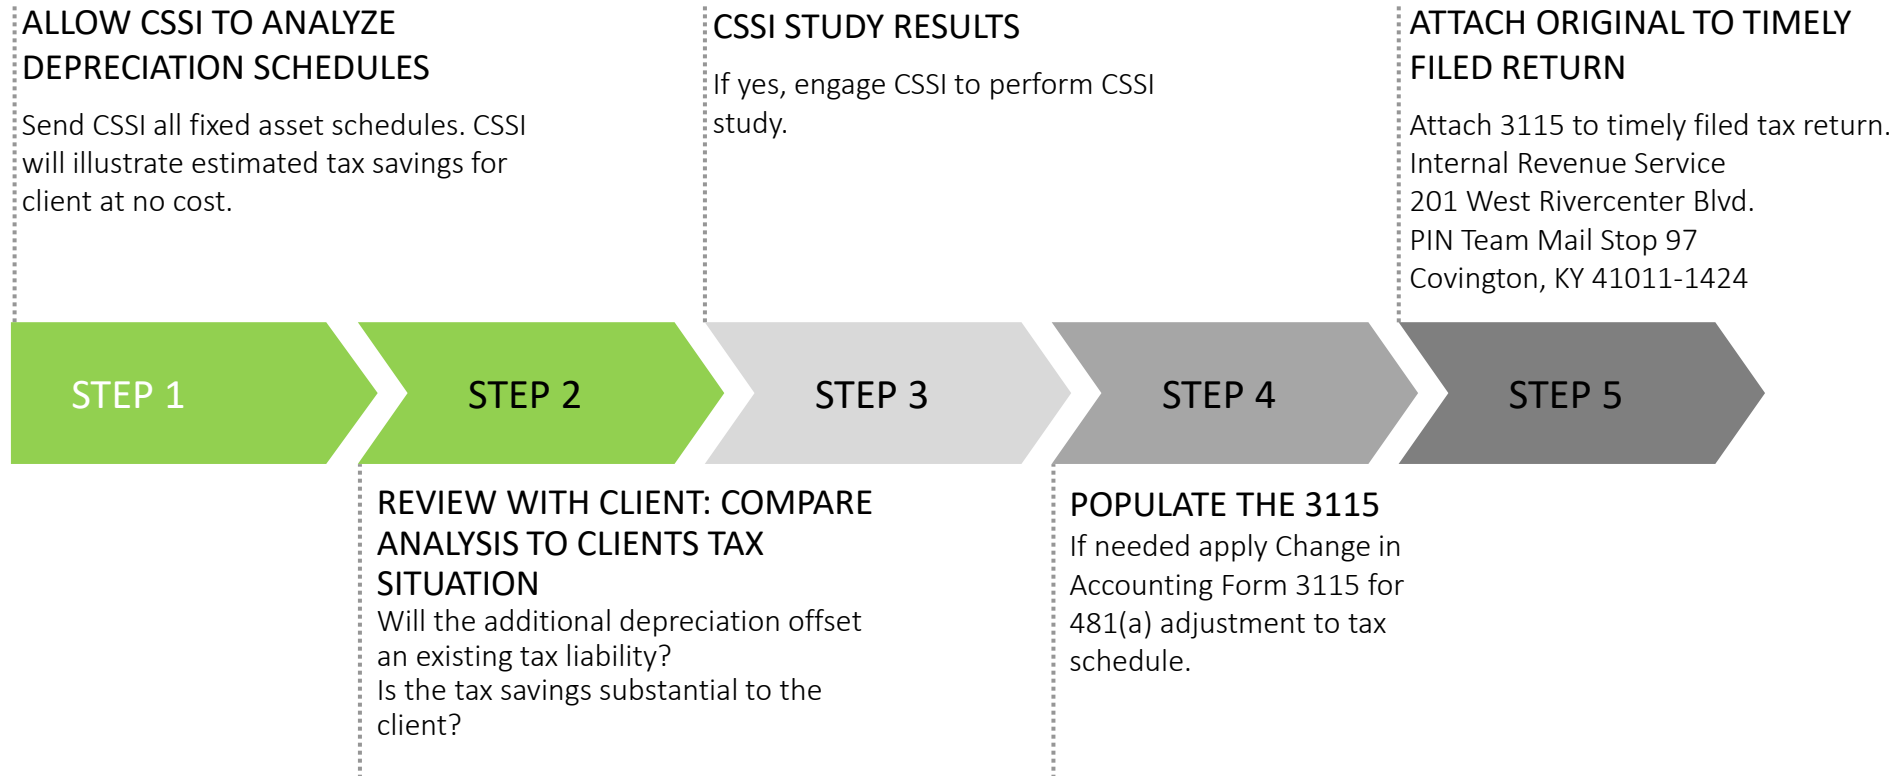 ALLOW CSSI TO ANALYZE
DEPRECIATION SCHEDULES
Send CSSI all fixed asset schedules. CSSI
will illustrate estimated tax savings for
client at no cost.
CSSI STUDY RESULTS
If yes, engage CSSI to perform CSSI
study.
ATTACH ORIGINAL TO TIMELY
FILED RETURN
Attach 3115 to timely filed tax return.
Internal Revenue Service
201 West Rivercenter Blvd.
PIN Team Mail Stop 97
Covington, KY 41011-1424
STEP 1
STEP 2
STEP 3
STEP 4
STEP 5
REVIEW WITH CLIENT: COMPARE
ANALYSIS TO CLIENTS TAX
SITUATION
Will the additional depreciation offset
an existing tax liability?
Is the tax savings substantial to the
client?
POPULATE THE 3115
If needed apply Change in
Accounting Form 3115 for
481(a) adjustment to tax
schedule.